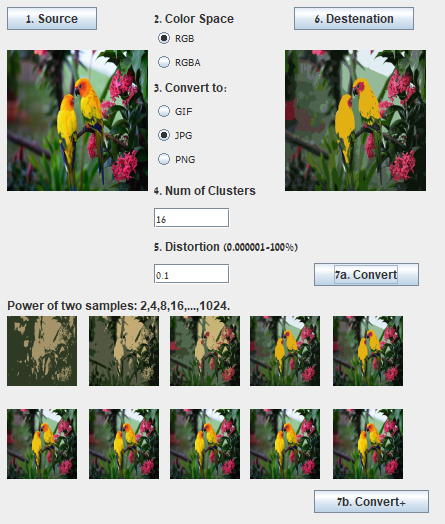 1. Source
2. Color Space
6. Destenation
RGB
RGBA
3. Convert to:
GIF
JPG
PNG
4. Num of Clusters
16
5. Distortion (0.000001-100%)
0.1
7a. Convert
Power of two samples: 2,4,8,16,...,1024.
7b. Convert+